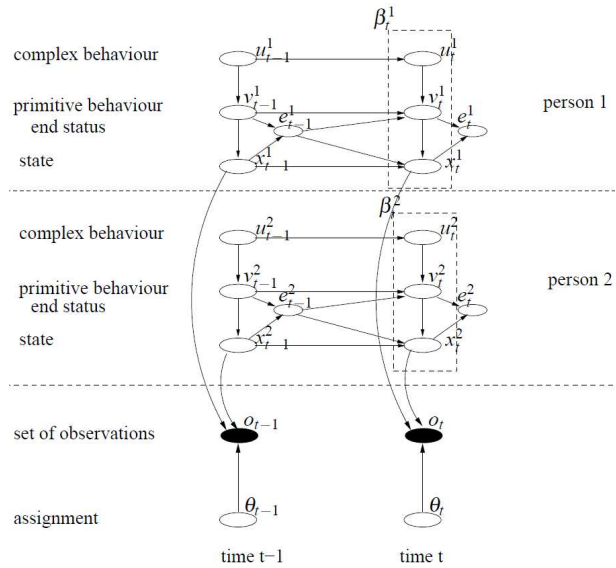 β_t^1
complex behaviour u_{t-1}^1 u_t^1
primitive behaviour v_{t-1}^1 v_t^1 person 1
end status e_{t-1}^1 e_t^1
state x_{t-1}^1 x_t^1
β_t^2
complex behaviour u_{t-1}^2 u_t^2
primitive behaviour v_{t-1}^2 v_t^2 person 2
end status e_{t-1}^2 e_t^2
state x_{t-1}^2 x_t^2
set of observations o_{t-1} o_t
assignment θ_{t-1} θ_t
time t−1 time t